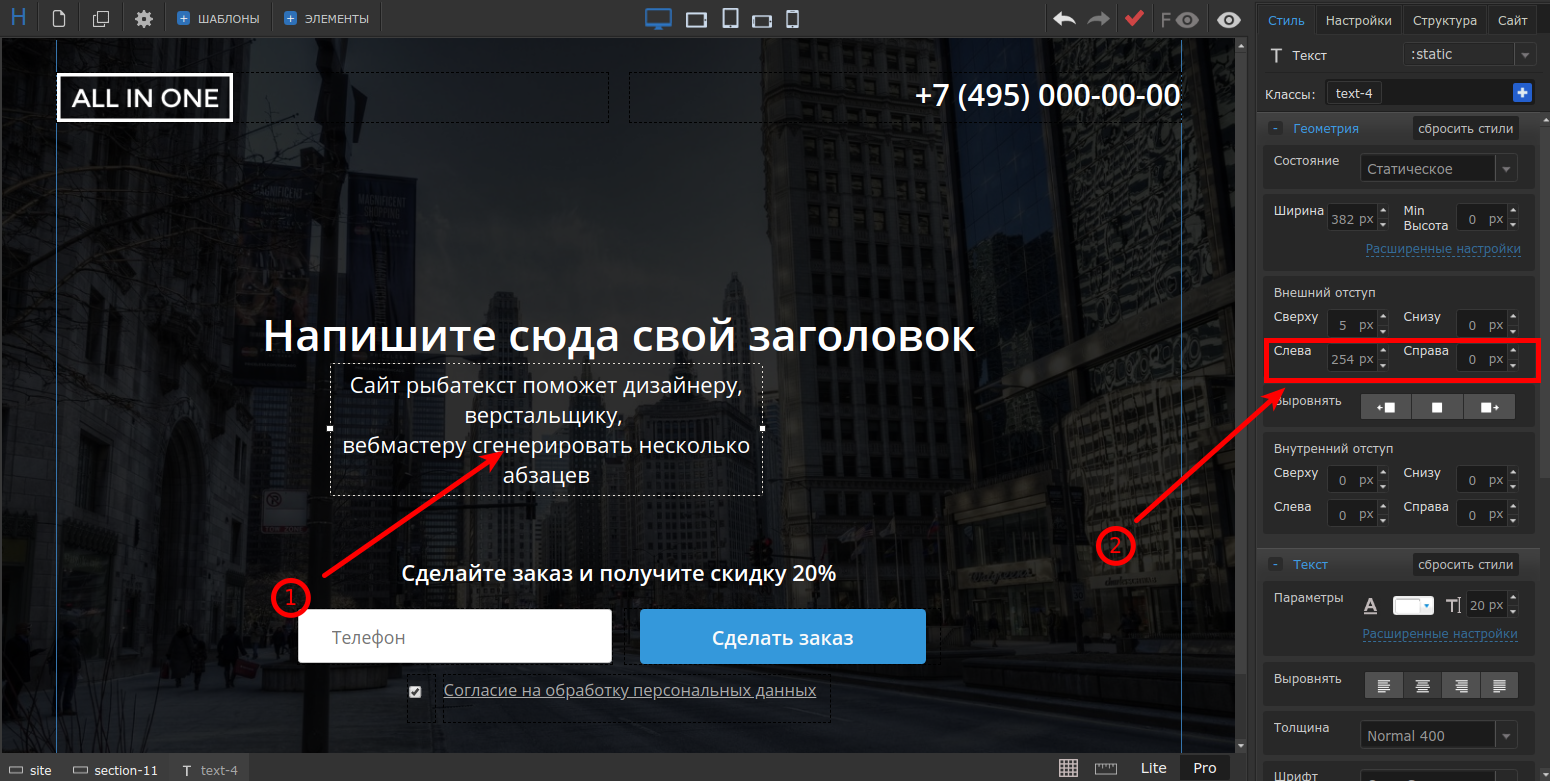 H
ШАБЛОНЫ
ЭЛЕМЕНТЫ
F
Стиль
Настройки
Структура
Сайт
Текст
:static
Классы:
text-4
ALL IN ONE
+7 (495) 000-00-00
Напишите сюда свой заголовок
Сайт рыбатекст поможет дизайнеру,
верстальщику,
вебмастеру сгенерировать несколько
абзацев
1
2
Сделайте заказ и получите скидку 20%
Телефон
Сделать заказ
Согласие на обработку персональных данных
MAGNIFICENT
SHOPPING
- Геометрия
сбросить стили
Состояние
Статическое
Ширина 382 px
Min Высота 0 px
Расширенные настройки
Внешний отступ
Сверху 5 px Снизу 0 px
Слева 254 px Справа 0 px
Выровнять
Внутренний отступ
Сверху 0 px Снизу 0 px
Слева 0 px Справа 0 px
- Текст
сбросить стили
Параметры
A
20 px
Расширенные настройки
Выровнять
Толщина
Normal 400
Шрифт
site
section-11
T text-4
Lite
Pro